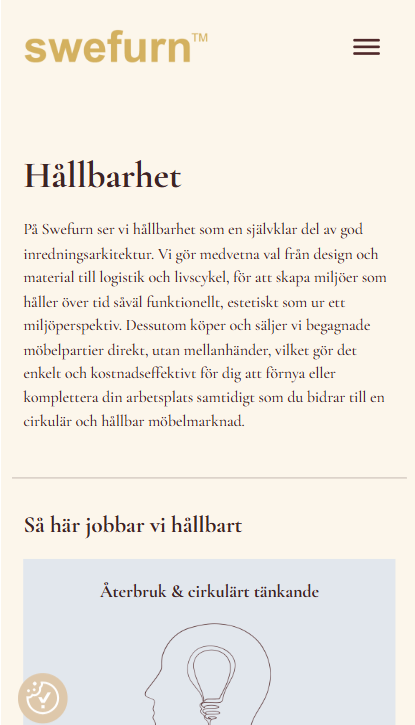 swefurn™
Hållbarhet
På Swefurn ser vi hållbarhet som en självklar del av god
inredningsarkitektur. Vi gör medvetna val från design och
material till logistik och livscykel, för att skapa miljöer som
håller över tid såväl funktionellt, estetiskt som ur ett
miljöperspektiv. Dessutom köper och säljer vi begagnade
möbelpartier direkt, utan mellanhänder, vilket gör det
enkelt och kostnadseffektivt för dig att förnya eller
komplettera din arbetsplats samtidigt som du bidrar till en
cirkulär och hållbar möbelmarknad.
Så här jobbar vi hållbart
Återbruk & cirkulärt tänkande